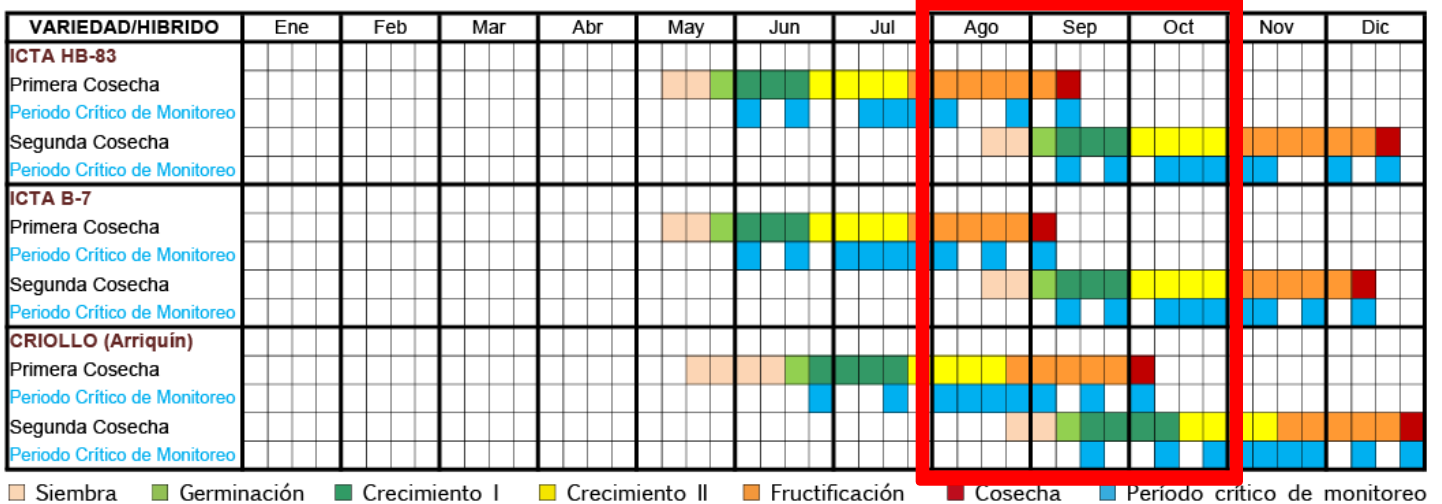 VARIEDAD/HIBRIDO Ene Feb Mar Abr May Jun Jul Ago Sep Oct Nov Dic
ICTA HB-83
Primera Cosecha
Periodo Crítico de Monitoreo
Segunda Cosecha
Periodo Crítico de Monitoreo
ICTA B-7
Primera Cosecha
Periodo Crítico de Monitoreo
Segunda Cosecha
Periodo Crítico de Monitoreo
CRIOLLO (Arriquín)
Primera Cosecha
Periodo Crítico de Monitoreo
Segunda Cosecha
Periodo Crítico de Monitoreo
Siembra Germinación Crecimiento I Crecimiento II Fructificación Cosecha Período crítico de monitoreo